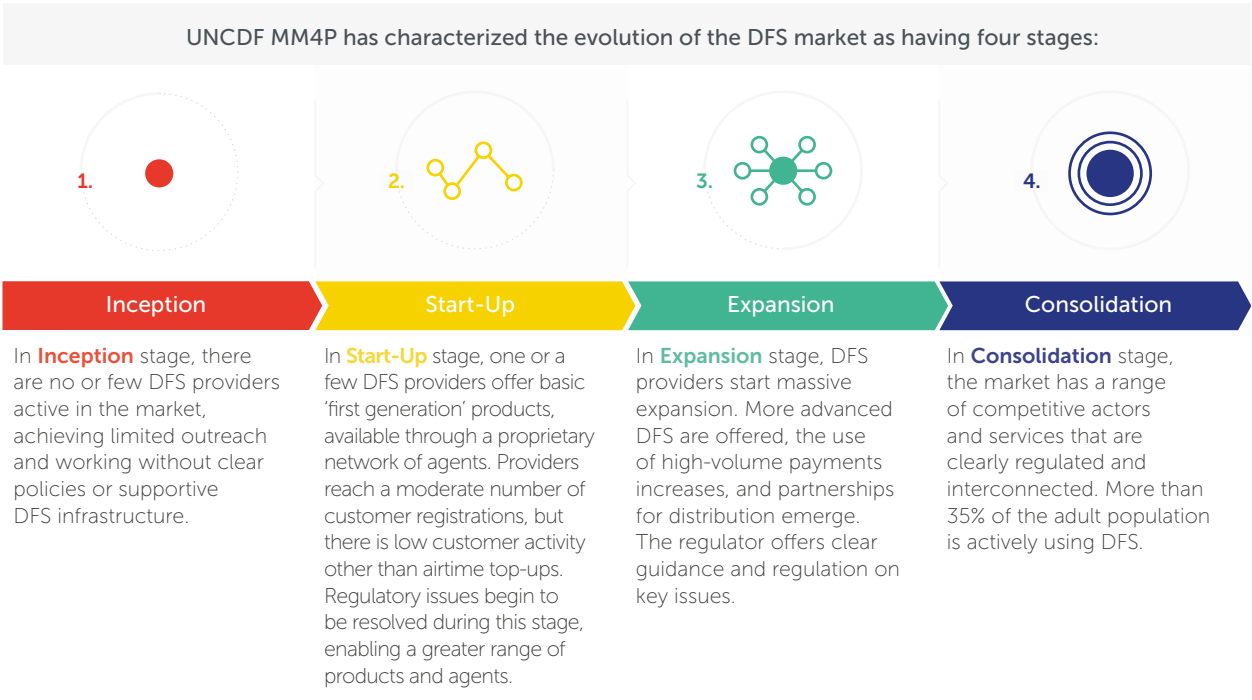 UNCDF MM4P has characterized the evolution of the DFS market as having four stages:
1.
2.
3.
4.
Inception
Start-Up
Expansion
Consolidation
In Inception stage, there
are no or few DFS providers
active in the market,
achieving limited outreach
and working without clear
policies or supportive
DFS infrastructure.
In Start-Up stage, one or a
few DFS providers offer basic
‘first generation’ products,
available through a proprietary
network of agents. Providers
reach a moderate number of
customer registrations, but
there is low customer activity
other than airtime top-ups.
Regulatory issues begin to
be resolved during this stage,
enabling a greater range of
products and agents.
In Expansion stage, DFS
providers start massive
expansion. More advanced
DFS are offered, the use
of high-volume payments
increases, and partnerships
for distribution emerge.
The regulator offers clear
guidance and regulation on
key issues.
In Consolidation stage,
the market has a range
of competitive actors
and services that are
clearly regulated and
interconnected. More than
35% of the adult population
is actively using DFS.